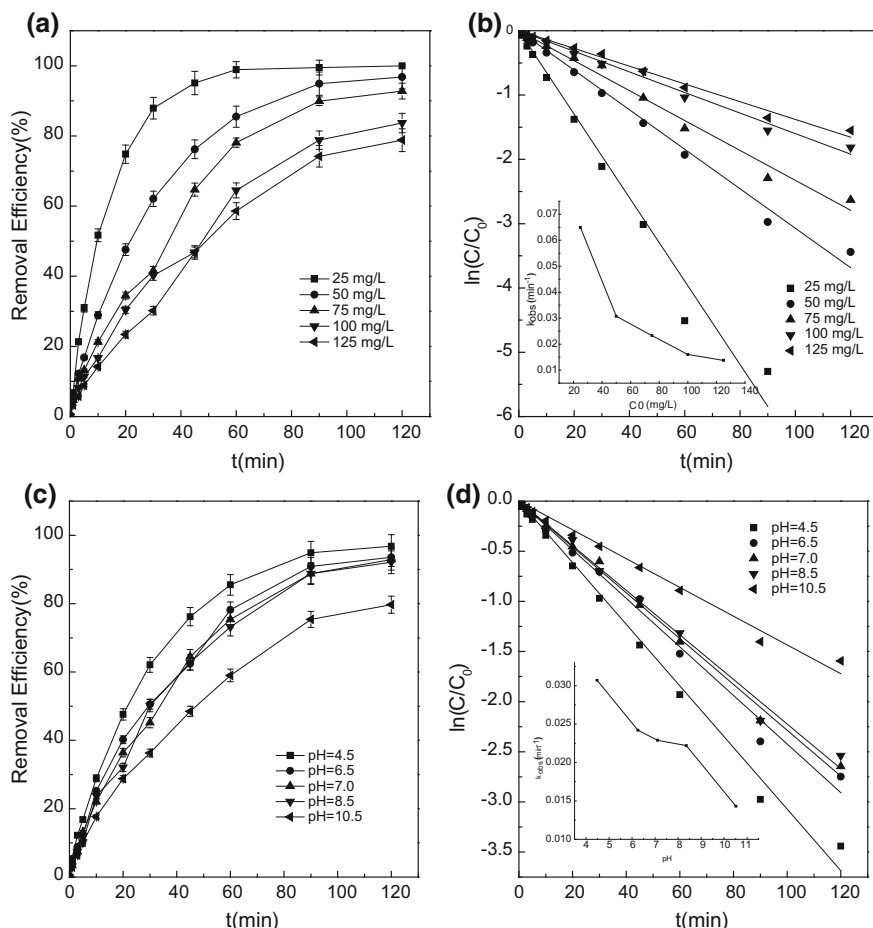 (a)
Removal Efficiency(%)
100
80
60
40
20
0
25 mg/L
50 mg/L
75 mg/L
100 mg/L
125 mg/L
0 20 40 60 80 100 120
t(min)
(b)
ln(C/C0)
-0
-1
-2
-3
-4
-5
-6
kobs(min-1)
0.07
0.06
0.05
0.04
0.03
0.02
0.01
20 40 60 80 100 120 140
C0 (mg/L)
25 mg/L
50 mg/L
75 mg/L
100 mg/L
125 mg/L
0 20 40 60 80 100 120
t(min)
(c)
Removal Efficiency(%)
100
80
60
40
20
0
pH=4.5
pH=6.5
pH=7.0
pH=8.5
pH=10.5
0 20 40 60 80 100 120
t(min)
(d)
ln(C/C0)
0.0
-0.5
-1.0
-1.5
-2.0
-2.5
-3.0
-3.5
pH=4.5
pH=6.5
pH=7.0
pH=8.5
pH=10.5
kobs(min-1)
0.030
0.025
0.020
0.015
0.010
4 5 6 7 8 9 10 11
pH
0 20 40 60 80 100 120
t(min)